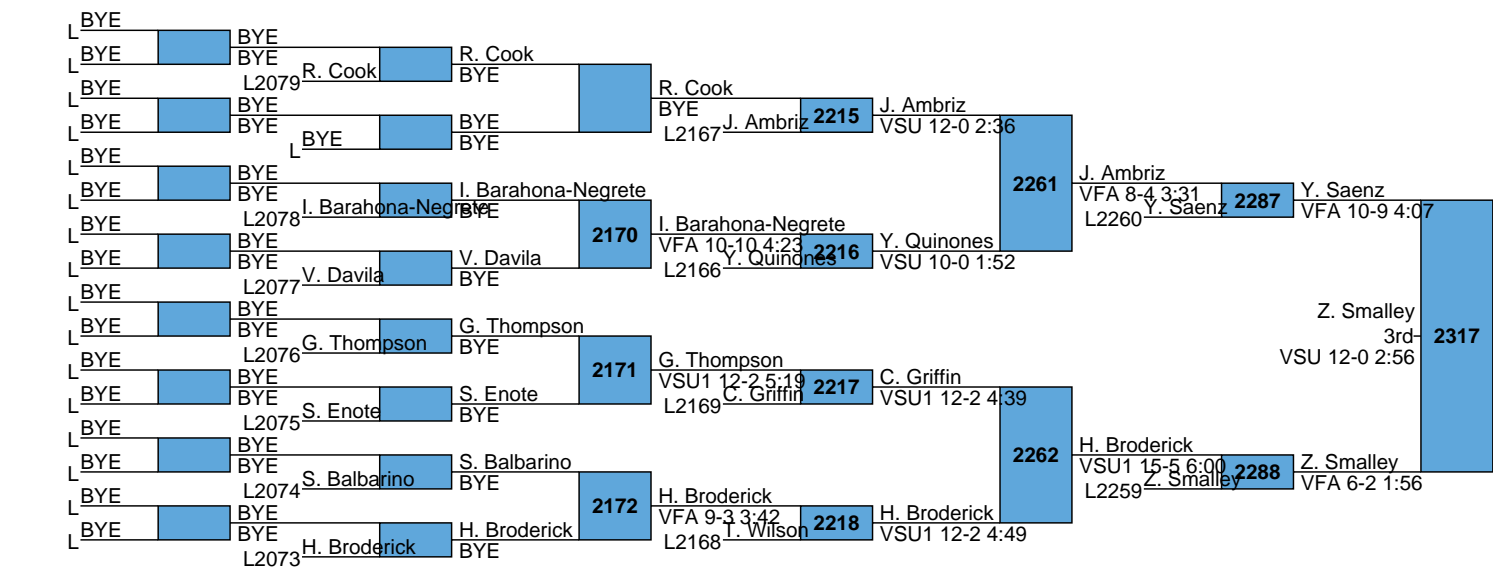 BYE
L
BYE
L
BYE
L
BYE
L
BYE
L
BYE
L
BYE
L
BYE
L
BYE
L
BYE
L
BYE
L
BYE
L
BYE
L
BYE
L
BYE
L
BYE
L
BYE
BYE
L2079
R. Cook
BYE
BYE
L
BYE
BYE
BYE
L2078
I. Barahona-Negrete
BYE
BYE
L2077
V. Davila
BYE
BYE
L2076
G. Thompson
BYE
BYE
L2075
S. Enote
BYE
BYE
L2074
S. Balbarino
BYE
BYE
L2073
H. Broderick
R. Cook
BYE
BYE
BYE
I. Barahona-Negrete
BYE
V. Davila
BYE
G. Thompson
BYE
S. Enote
BYE
S. Balbarino
BYE
H. Broderick
BYE
2170
2171
2172
R. Cook
BYE
L2167
J. Ambriz
I. Barahona-Negrete
VFA 10-10 4:23
L2166
Y. Quinones
G. Thompson
VSU1 12-2 5:19
L2169
C. Griffin
H. Broderick
VFA 9-3 3:42
L2168
T. Wilson
2215
2216
2217
2218
J. Ambriz
VSU 12-0 2:36
Y. Quinones
VSU 10-0 1:52
C. Griffin
VSU1 12-2 4:39
H. Broderick
VSU1 12-2 4:49
2261
2262
J. Ambriz
VFA 8-4 3:31
L2260
Y. Saenz
H. Broderick
VSU1 15-5 6:00
L2259
Z. Smalley
2287
2288
Y. Saenz
VFA 10-9 4:07
Z. Smalley
VFA 6-2 1:56
Z. Smalley
3rd
VSU 12-0 2:56
2317